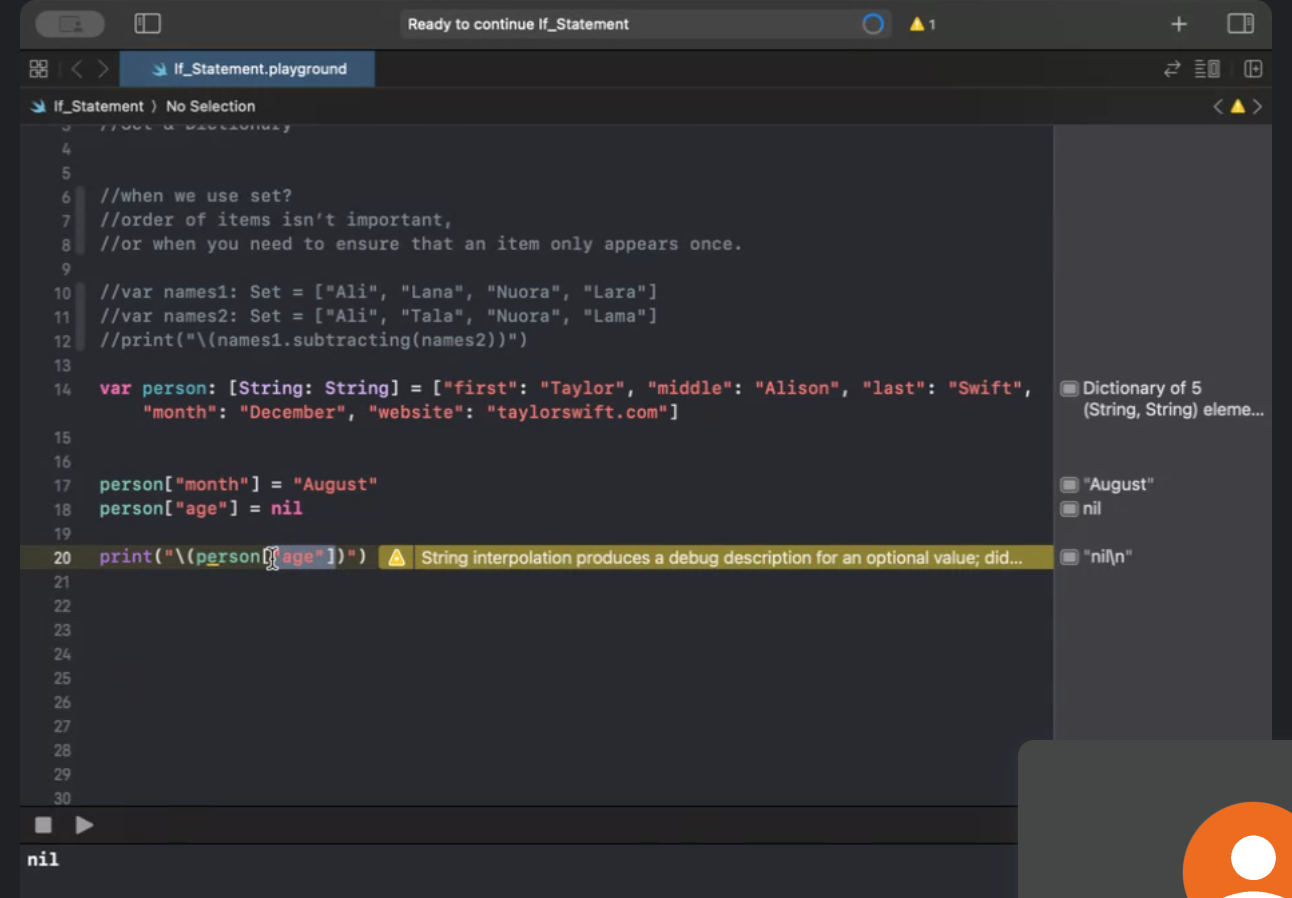 Ready to continue If_Statement
1
If_Statement.playground
If_Statement 〉 No Selection
3 //Set & Dictionary
4
5
6 //when we use set?
7 //order of items isn't important,
8 //or when you need to ensure that an item only appears once.
9
10 //var names1: Set = ["Ali", "Lana", "Nuora", "Lara"]
11 //var names2: Set = ["Ali", "Tala", "Nuora", "Lama"]
12 //print("\(names1.subtracting(names2))")
13
14 var person: [String: String] = ["first": "Taylor", "middle": "Alison", "last": "Swift", Dictionary of 5
"month": "December", "website": "taylorswift.com"] (String, String) eleme...
15
16
17 person["month"] = "August" "August"
18 person["age"] = nil nil
19
20 print("\(person["age"])") String interpolation produces a debug description for an optional value; did... "nil\n"
21
22
23
24
25
26
27
28
29
30
nil